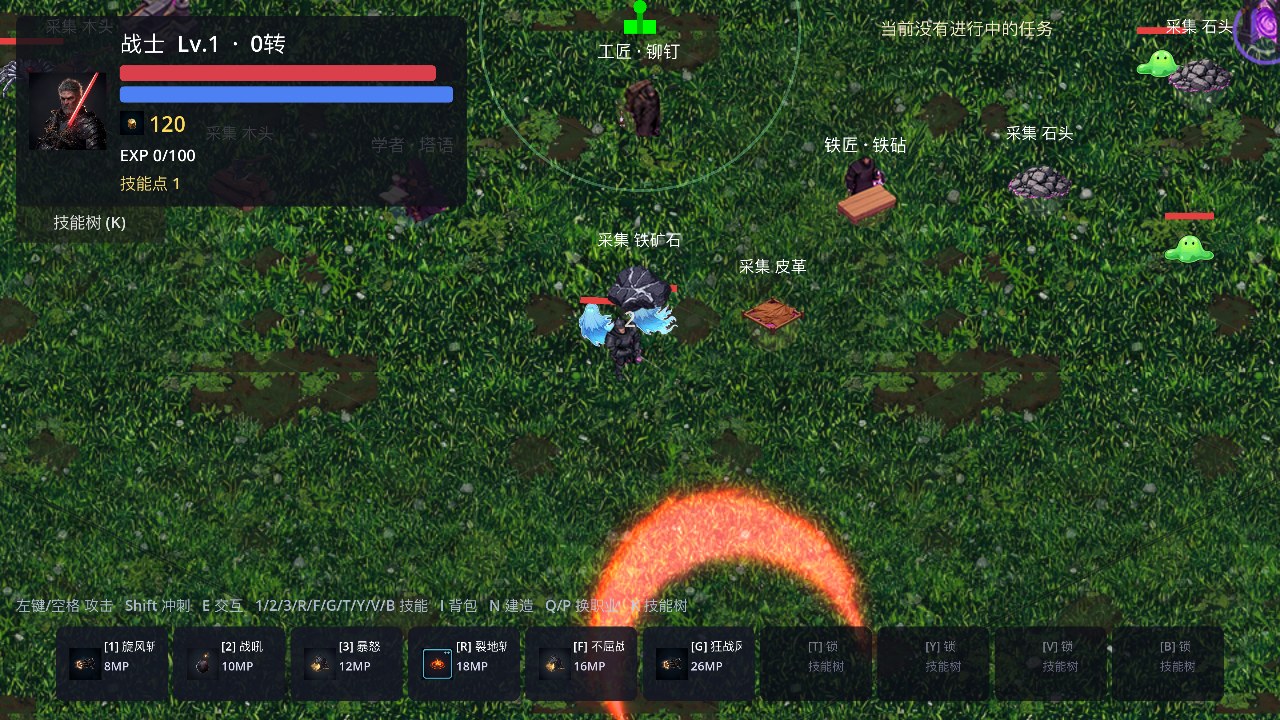 采集 木头
战士 Lv.1 · 0转
120
EXP 0/100
技能点 1
技能树 (K)
采集 木头
学者 · 塔语
工匠 · 铆钉
当前没有进行中的任务
采集 石头
铁匠 · 铁砧
采集 石头
采集 铁矿石
采集 皮革
2
左键/空格 攻击 Shift 冲刺 E 交互 1/2/3/R/F/G/T/Y/V/B 技能 I 背包 N 建造 Q/P 换职业 技能树
[1] 旋风斩
8MP
[2] 战吼
10MP
[3] 暴怒
12MP
[R] 裂地斩
18MP
[F] 不屈战
16MP
[G] 狂战
26MP
[T] 锁
技能树
[Y] 锁
技能树
[V] 锁
技能树
[B] 锁
技能树